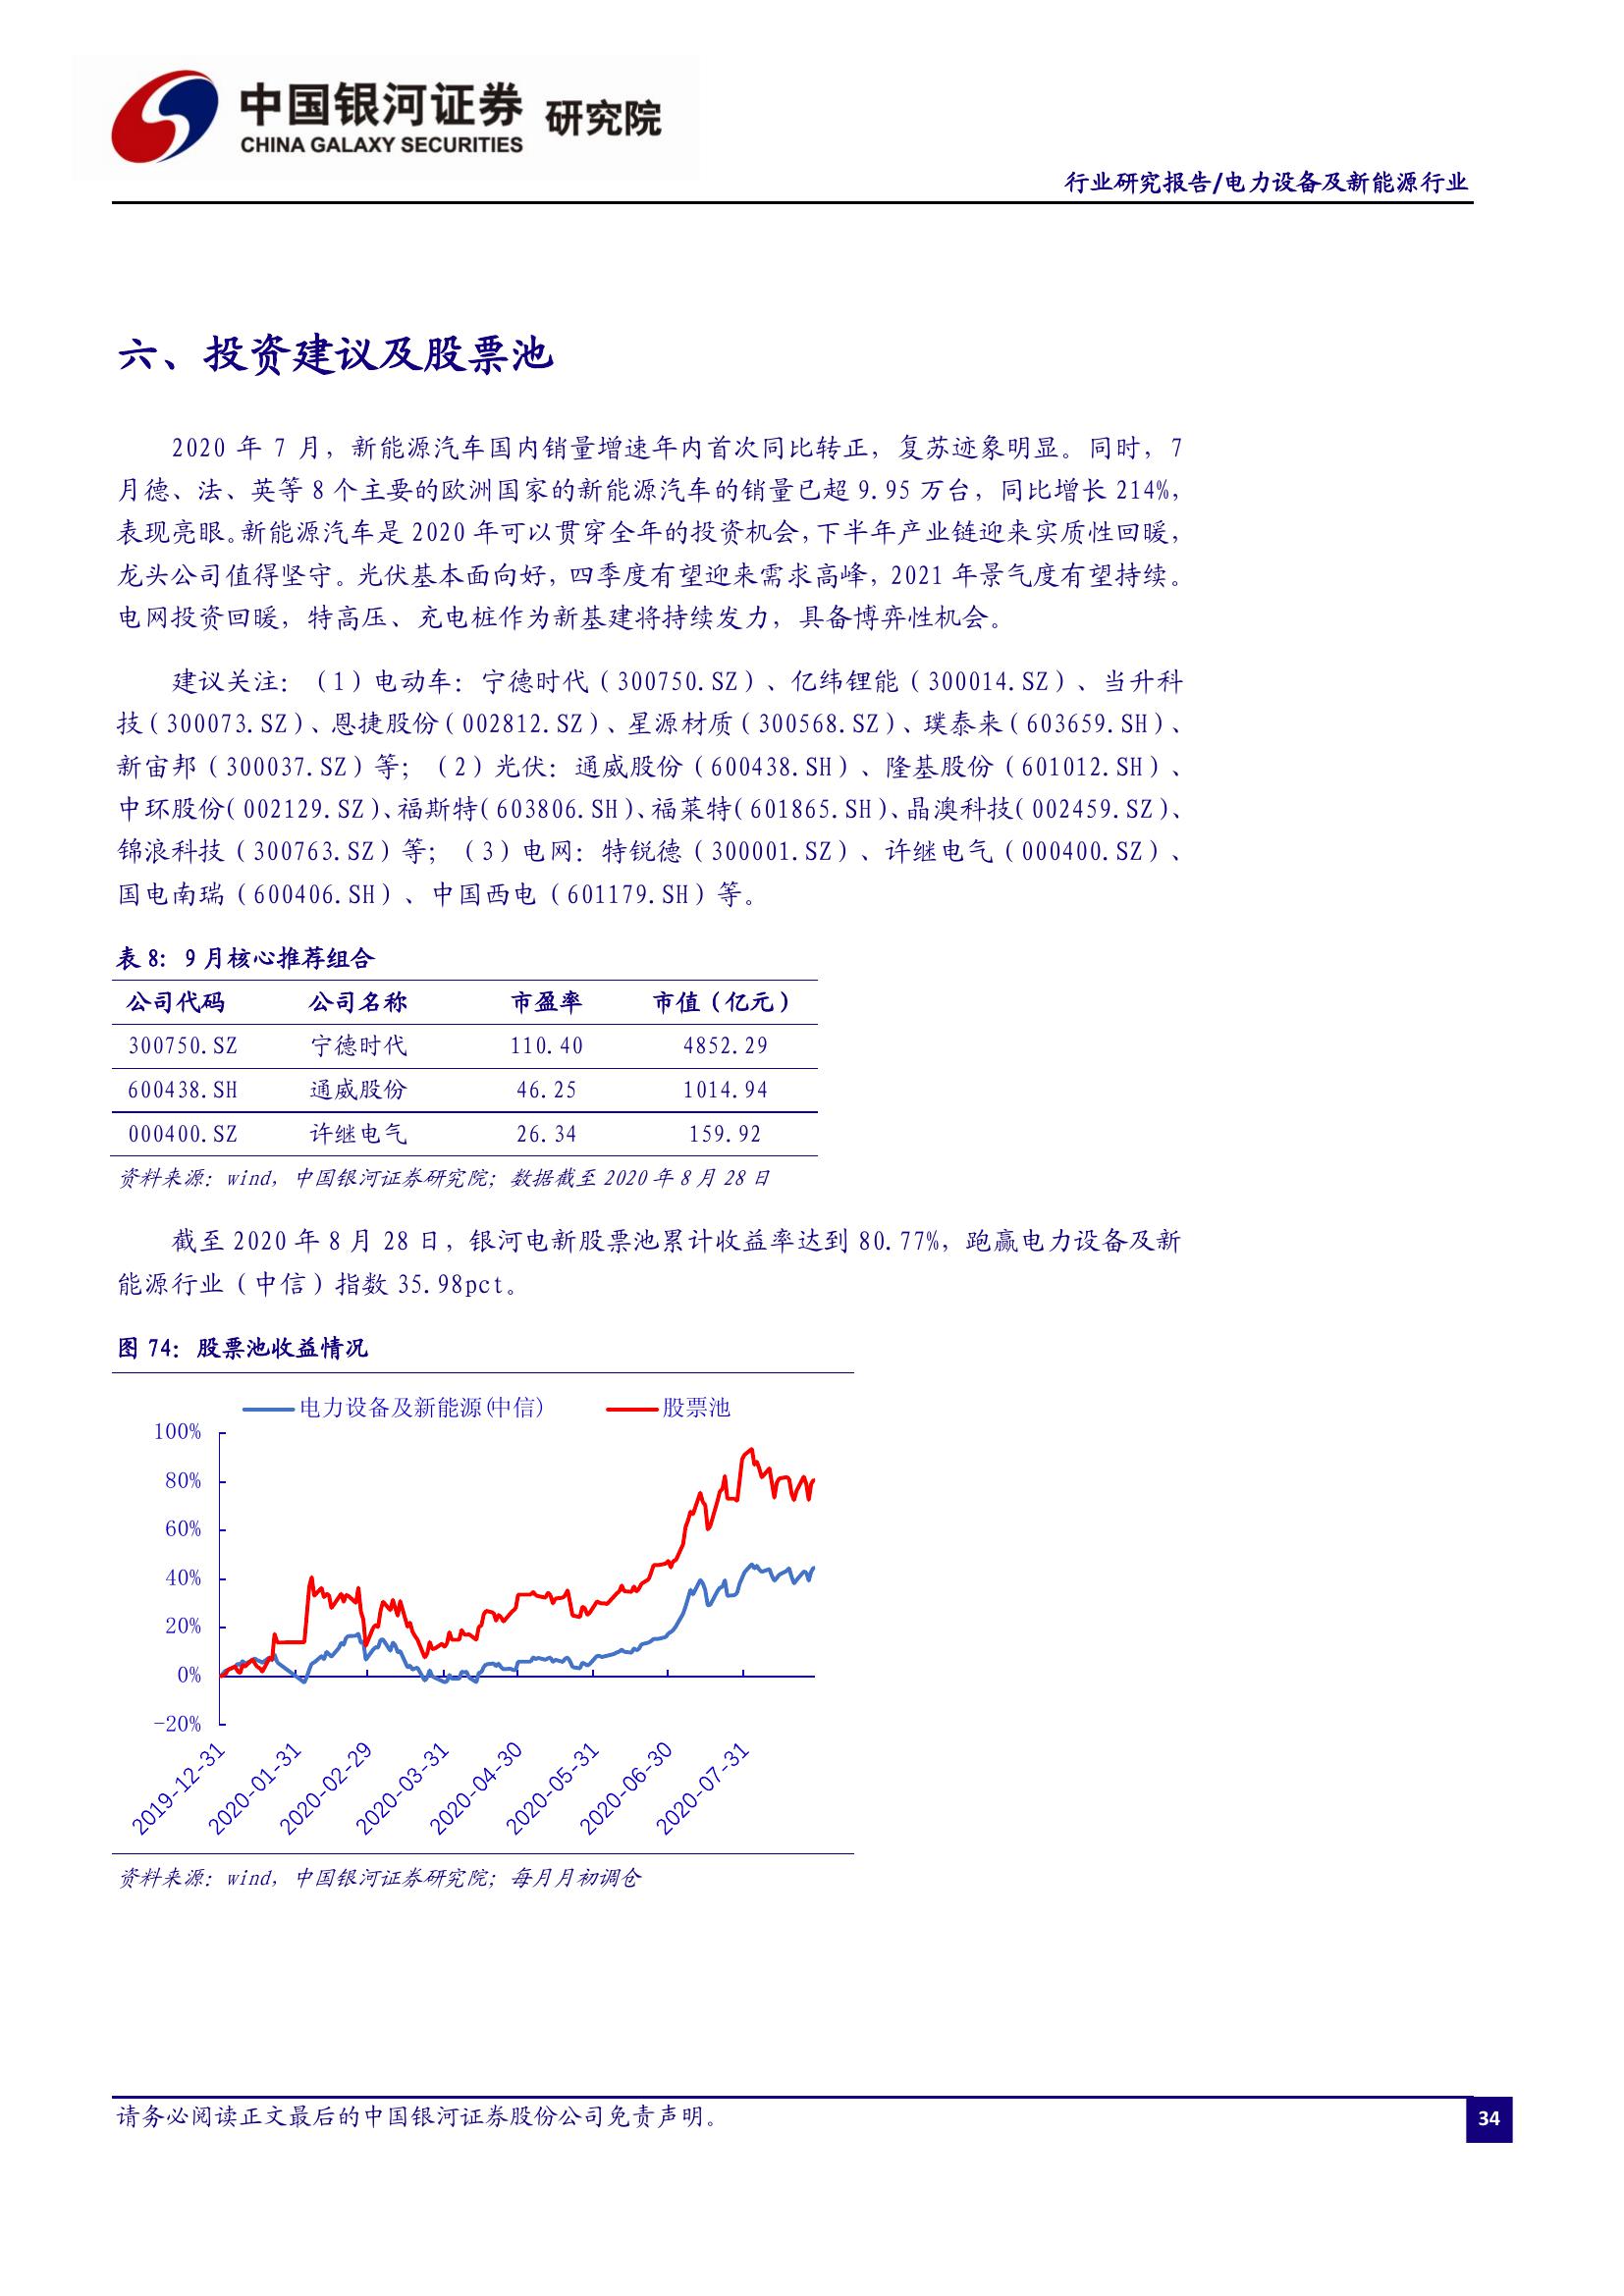 中国银河证券 研究院
CHINA GALAXY SECURITIES
行业研究报告/电力设备及新能源行业
六、投资建议及股票池
2020 年 7 月，新能源汽车国内销量增速年内首次同比转正，复苏迹象明显。同时，7
月德、法、英等 8 个主要的欧洲国家的新能源汽车的销量已超 9.95 万台，同比增长 214%，
表现亮眼。新能源汽车是 2020 年可以贯穿全年的投资机会，下半年产业链迎来实质性回暖，
龙头公司值得坚守。光伏基本面向好，四季度有望迎来需求高峰，2021 年景气度有望持续。
电网投资回暖，特高压、充电桩作为新基建将持续发力，具备博弈性机会。
建议关注：（1）电动车：宁德时代（300750.SZ）、亿纬锂能（300014.SZ）、当升科
技（300073.SZ）、恩捷股份（002812.SZ）、星源材质（300568.SZ）、璞泰来（603659.SH）、
新宙邦（300037.SZ）等；（2）光伏：通威股份（600438.SH）、隆基股份（601012.SH）、
中环股份（002129.SZ）、福斯特（603806.SH）、福莱特（601865.SH）、晶澳科技（002459.SZ）、
锦浪科技（300763.SZ）等；（3）电网：特锐德（300001.SZ）、许继电气（000400.SZ）、
国电南瑞（600406.SH）、中国西电（601179.SH）等。
表 8：9 月核心推荐组合
公司代码 公司名称 市盈率 市值（亿元）
300750.SZ 宁德时代 110.40 4852.29
600438.SH 通威股份 46.25 1014.94
000400.SZ 许继电气 26.34 159.92
资料来源：wind，中国银河证券研究院；数据截至 2020 年 8 月 28 日
截至 2020 年 8 月 28 日，银河电新股票池累计收益率达到 80.77%，跑赢电力设备及新
能源行业（中信）指数 35.98pct。
图 74：股票池收益情况
电力设备及新能源(中信) 股票池
100%
80%
60%
40%
20%
0%
-20%
2019-12-31 2020-01-31 2020-02-29 2020-03-31 2020-04-30 2020-05-31 2020-06-30 2020-07-31
资料来源：wind，中国银河证券研究院；每月月初调仓
请务必阅读正文最后的中国银河证券股份公司免责声明。
34